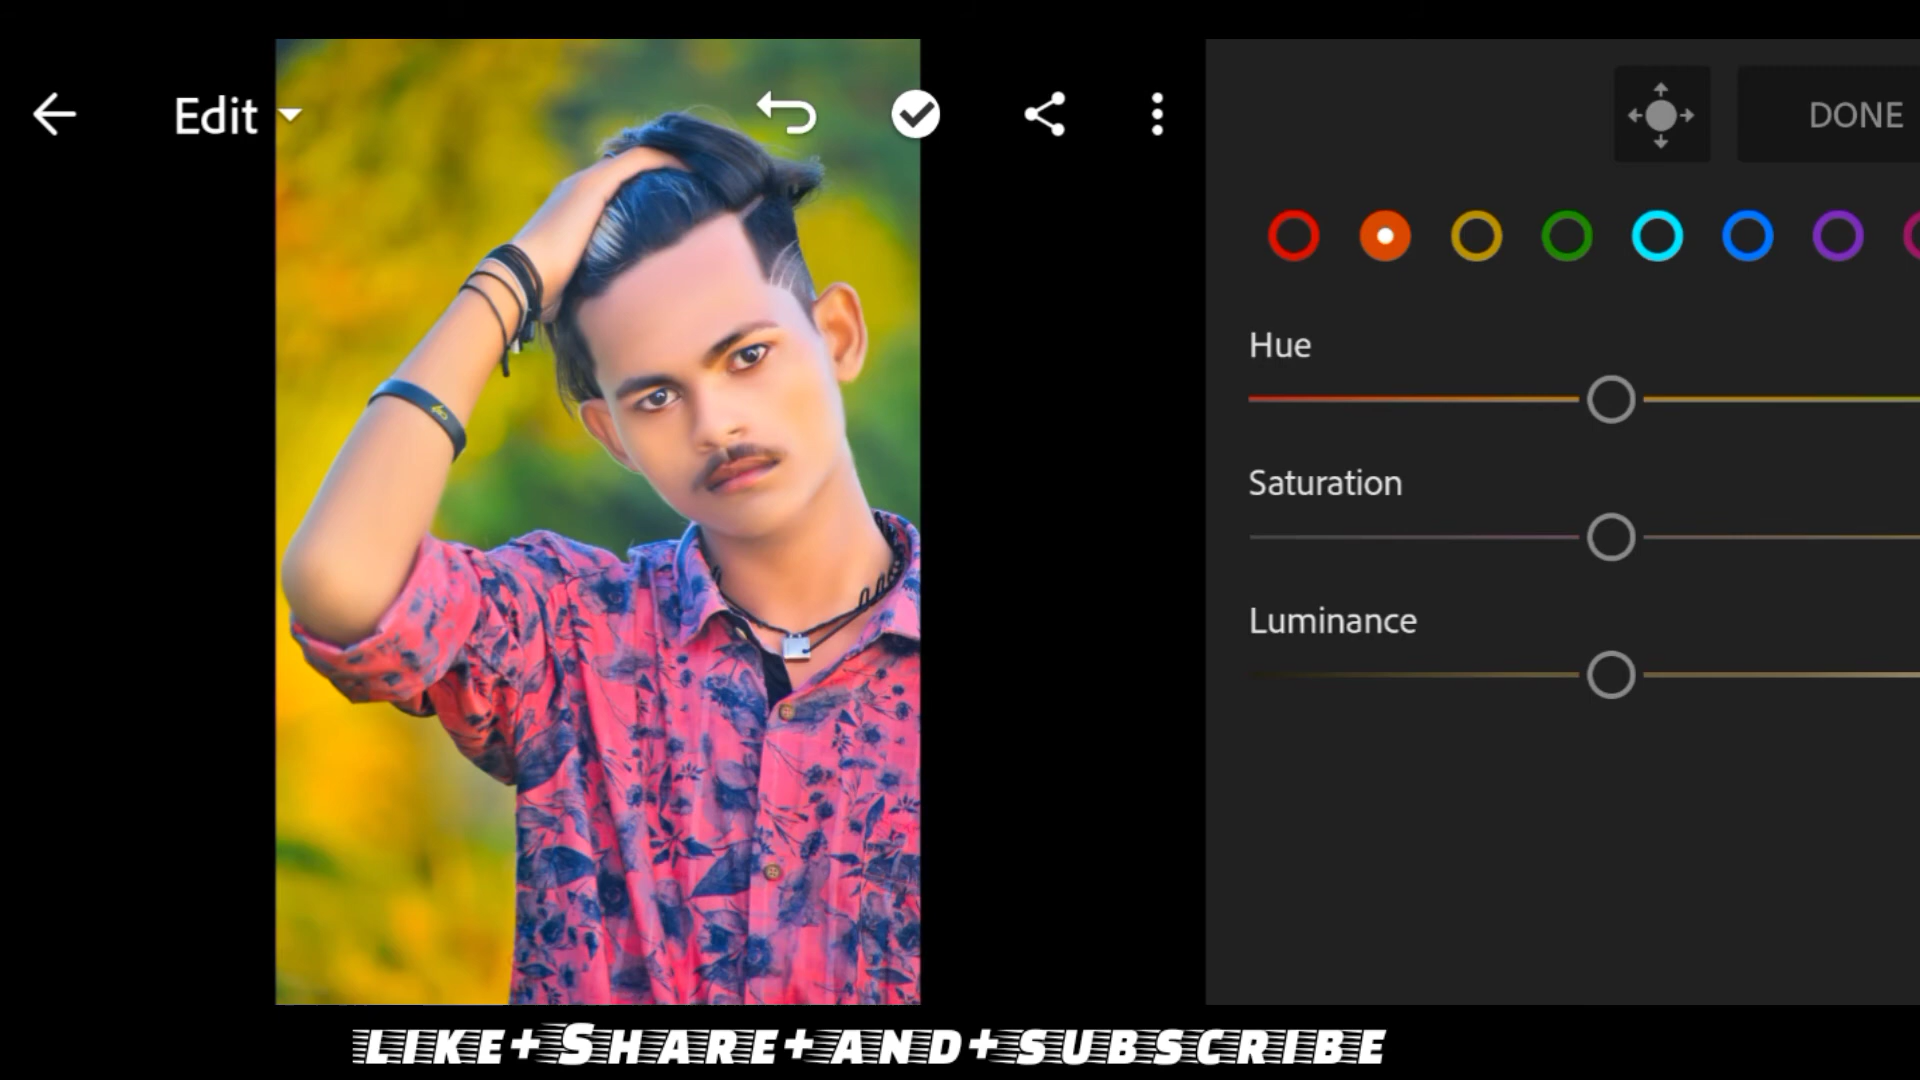 Edit
DONE
Hue
Saturation
Luminance
LIKE+SHARE+AND+SUBSCRIBE